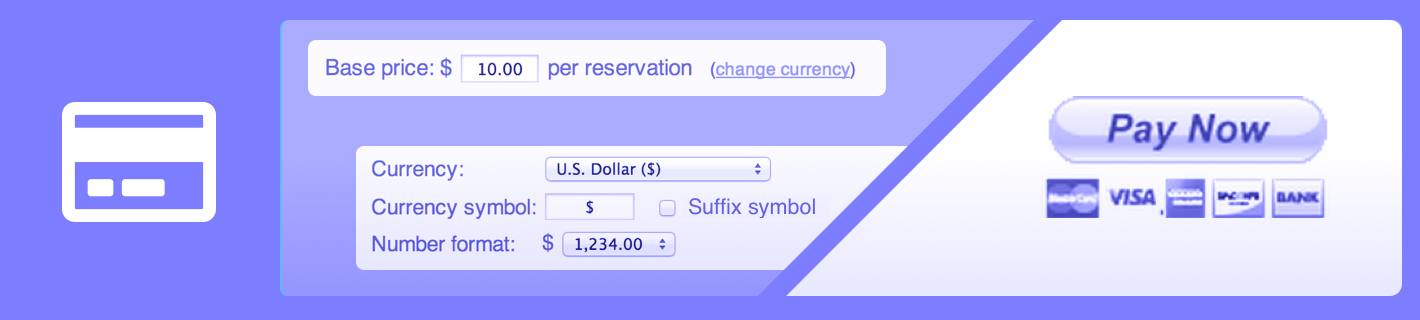 Base price: $ 10.00 per reservation (change currency)
Currency: U.S. Dollar ($)
Currency symbol: $ Suffix symbol
Number format: $ 1,234.00
Pay Now
VISA BANK